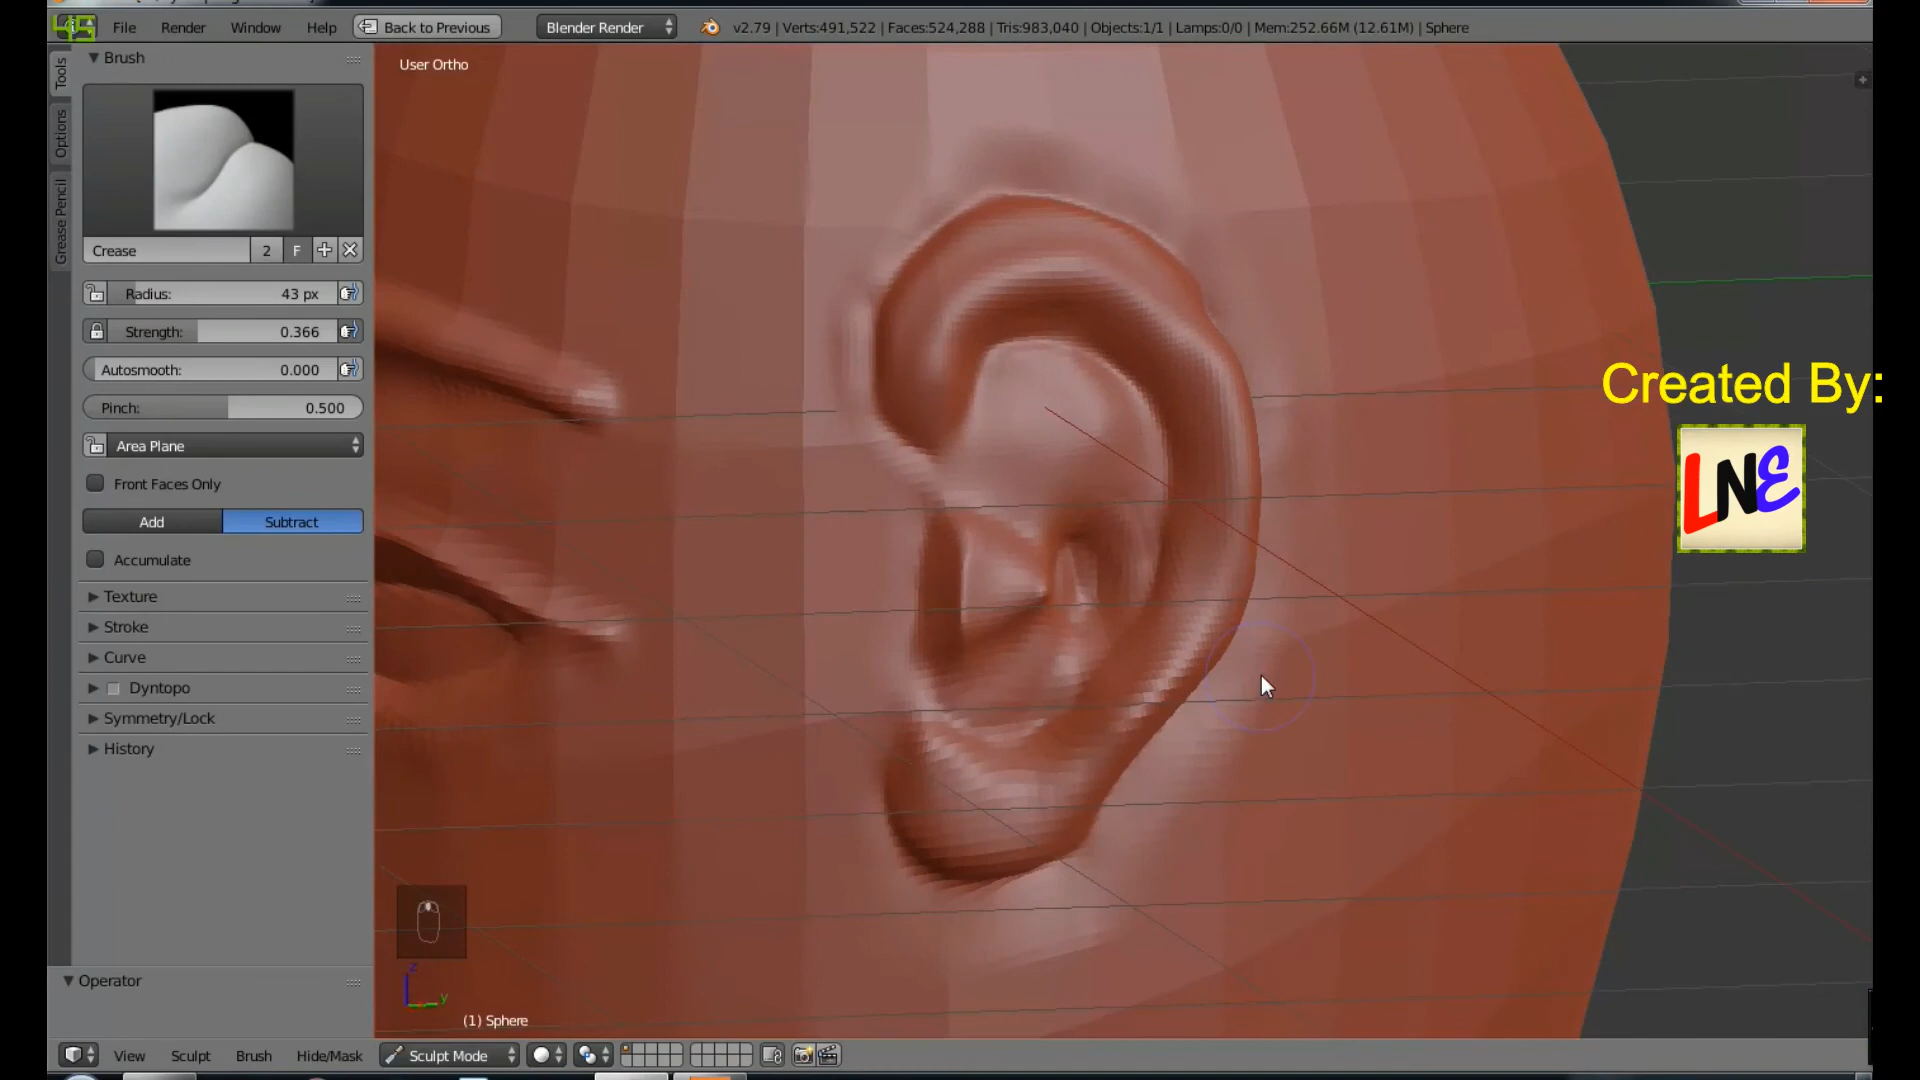 File Render Window Help Back to Previous Blender Render v2.79 | Verts:491,522 | Faces:524,288 | Tris:983,040 | Objects:1/1 | Lamps:0/0 | Mem:252.66M (12.61M) | Sphere
Tools
Options
Grease Pencil
Brush
User Ortho
Crease 2 F
Radius: 43 px
Strength: 0.366
Autosmooth: 0.000
Pinch: 0.500
Area Plane
Front Faces Only
Add Subtract
Accumulate
Texture
Stroke
Curve
Dyntopo
Symmetry/Lock
History
Created By:
LNE
Operator
z
y
(1) Sphere
View Sculpt Brush Hide/Mask Sculpt Mode